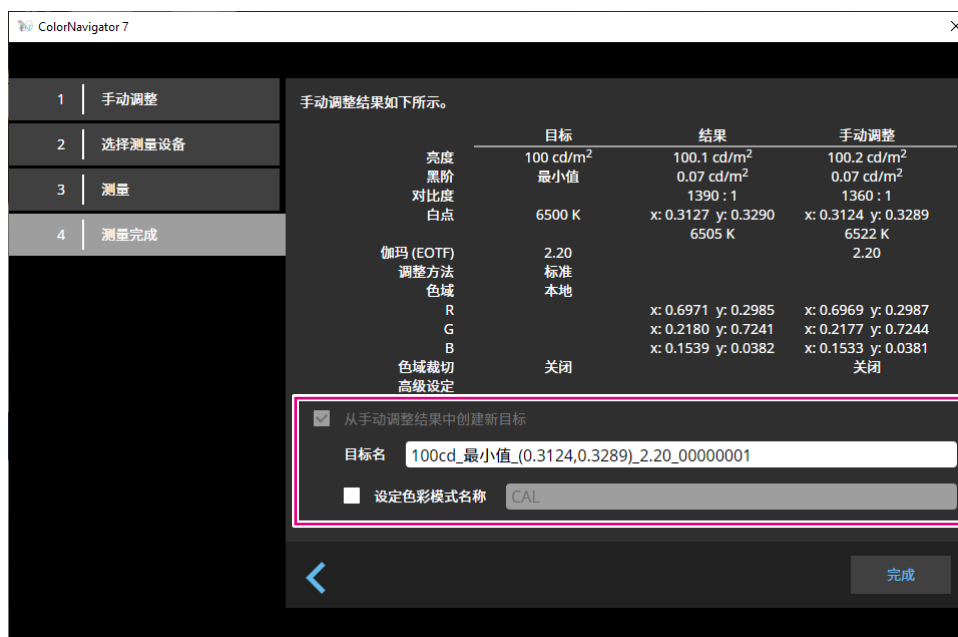 ColorNavigator 7
1 手动调整
2 选择测量设备
3 测量
4 测量完成
手动调整结果如下所示。
目标 结果 手动调整
亮度 100 cd/m² 100.1 cd/m² 100.2 cd/m²
黑阶 最小值 0.07 cd/m² 0.07 cd/m²
对比度 1390 : 1 1360 : 1
白点 6500 K x: 0.3127 y: 0.3290 x: 0.3124 y: 0.3289
6505 K 6522 K
伽玛 (EOTF) 2.20 2.20
调整方法 标准
色域 本地
R x: 0.6971 y: 0.2985 x: 0.6969 y: 0.2987
G x: 0.2180 y: 0.7241 x: 0.2177 y: 0.7244
B x: 0.1539 y: 0.0382 x: 0.1533 y: 0.0381
色域裁切 关闭 关闭
高级设定
从手动调整结果中创建新目标
目标名 100cd_最小值_(0.3124,0.3289)_2.20_00000001
设定色彩模式名称 CAL
完成